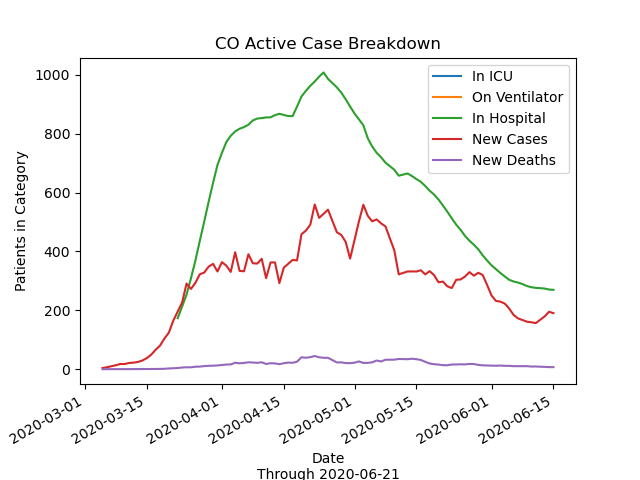 CO Active Case Breakdown
In ICU
On Ventilator
In Hospital
New Cases
New Deaths
Patients in Category
1000
800
600
400
200
0
2020-03-01
2020-03-15
2020-04-01
2020-04-15
2020-05-01
2020-05-15
2020-06-01
2020-06-15
Date
Through 2020-06-21